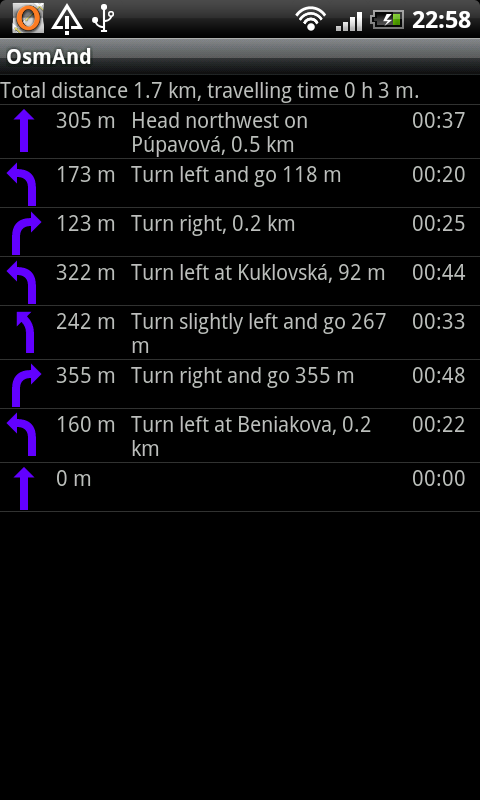 22:58
OsmAnd
Total distance 1.7 km, travelling time 0 h 3 m.
305 m Head northwest on 00:37
Púpavová, 0.5 km
173 m Turn left and go 118 m 00:20
123 m Turn right, 0.2 km 00:25
322 m Turn left at Kuklovská, 92 m 00:44
242 m Turn slightly left and go 267 00:33
m
355 m Turn right and go 355 m 00:48
160 m Turn left at Beniakova, 0.2 00:22
km
0 m 00:00